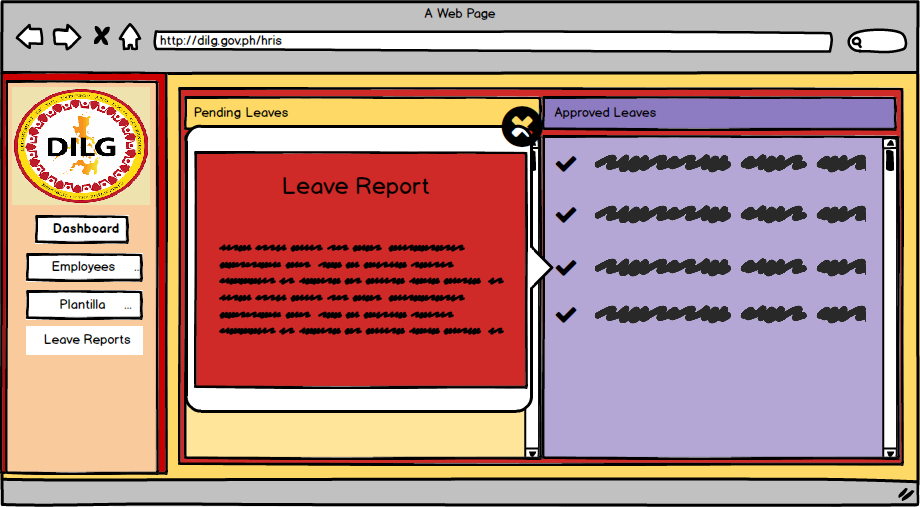 A Web Page
http://dilg.gov.ph/hris
DILG
Dashboard
Employees ...
Plantilla ...
Leave Reports
Pending Leaves
Approved Leaves
Leave Report